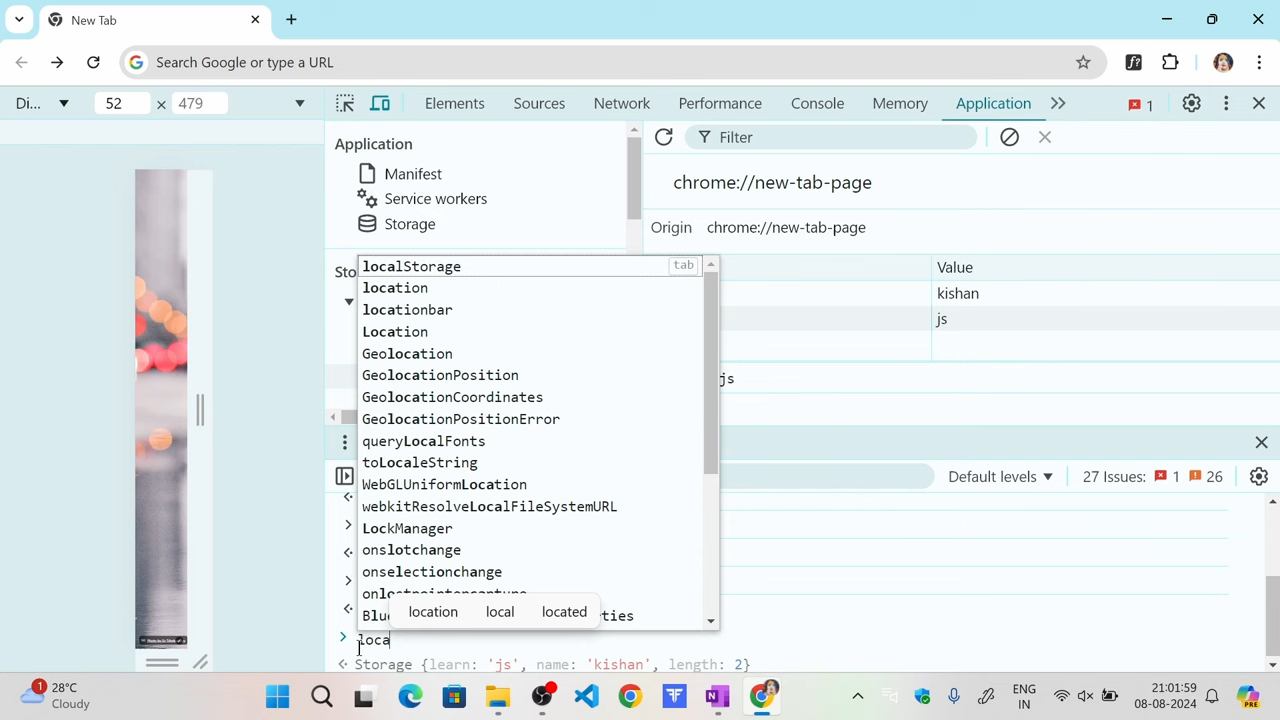 New Tab
Search Google or type a URL
Di...
52 × 479
Elements
Sources
Network
Performance
Console
Memory
Application
1
Application
Manifest
Service workers
Storage
Filter
chrome://new-tab-page
Origin chrome://new-tab-page
Sto
Value
kishan
js
js
localStorage tab
location
locationbar
Location
Geolocation
GeolocationPosition
GeolocationCoordinates
GeolocationPositionError
queryLocalFonts
toLocaleString
WebGLUniformLocation
webkitResolveLocalFileSystemURL
LockManager
onslotchange
onselectionchange
location local located
Default levels
27 Issues: 1 26
loca
Storage {learn: 'js', name: 'kishan', length: 2}
1
28°C
Cloudy
ENG
IN
21:01:59
08-08-2024
PRE